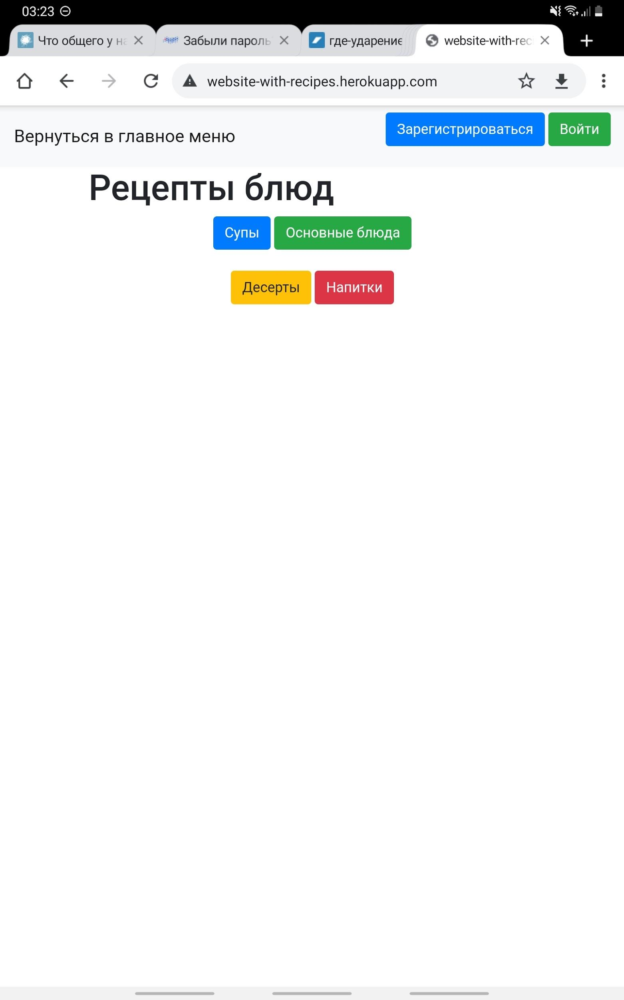 03:23
Что общего у на
Забыли пароль
где-ударение
website-with-reci
website-with-recipes.herokuapp.com
Вернуться в главное меню
Зарегистрироваться
Войти
Рецепты блюд
Супы
Основные блюда
Десерты
Напитки